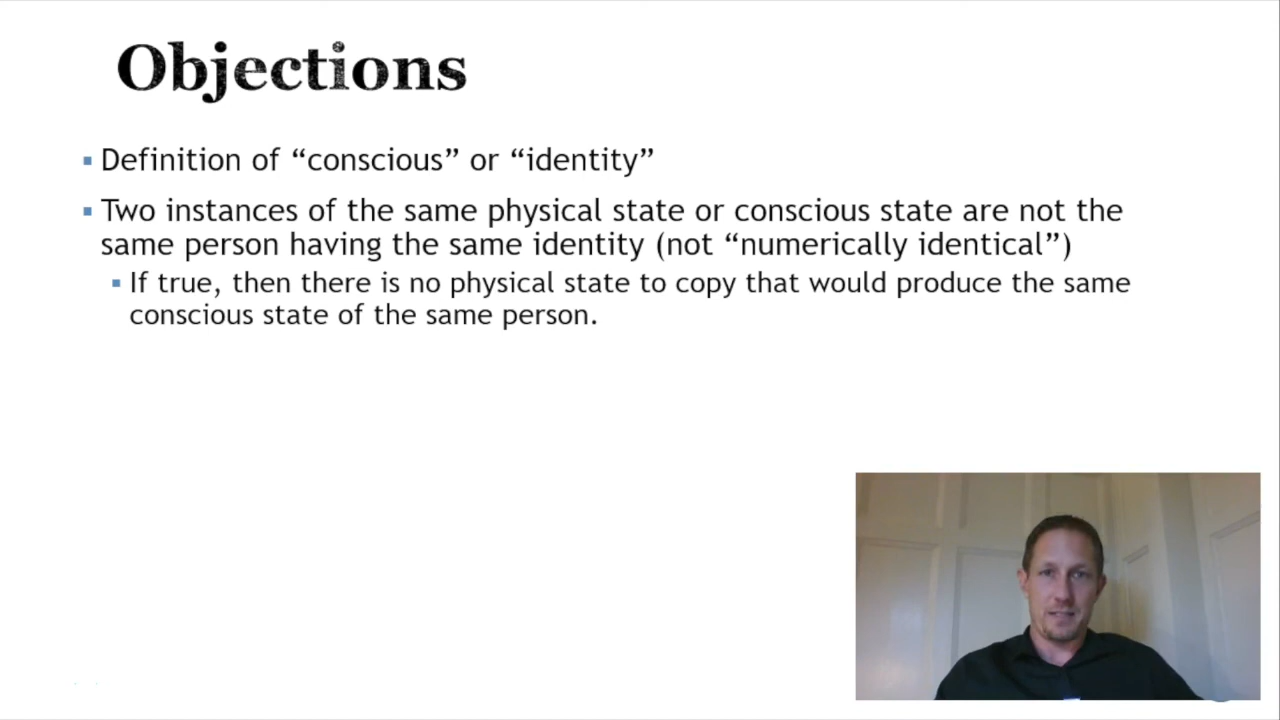 Objections
Definition of “conscious” or “identity”
Two instances of the same physical state or conscious state are not the
same person having the same identity (not “numerically identical”)
If true, then there is no physical state to copy that would produce the same
conscious state of the same person.